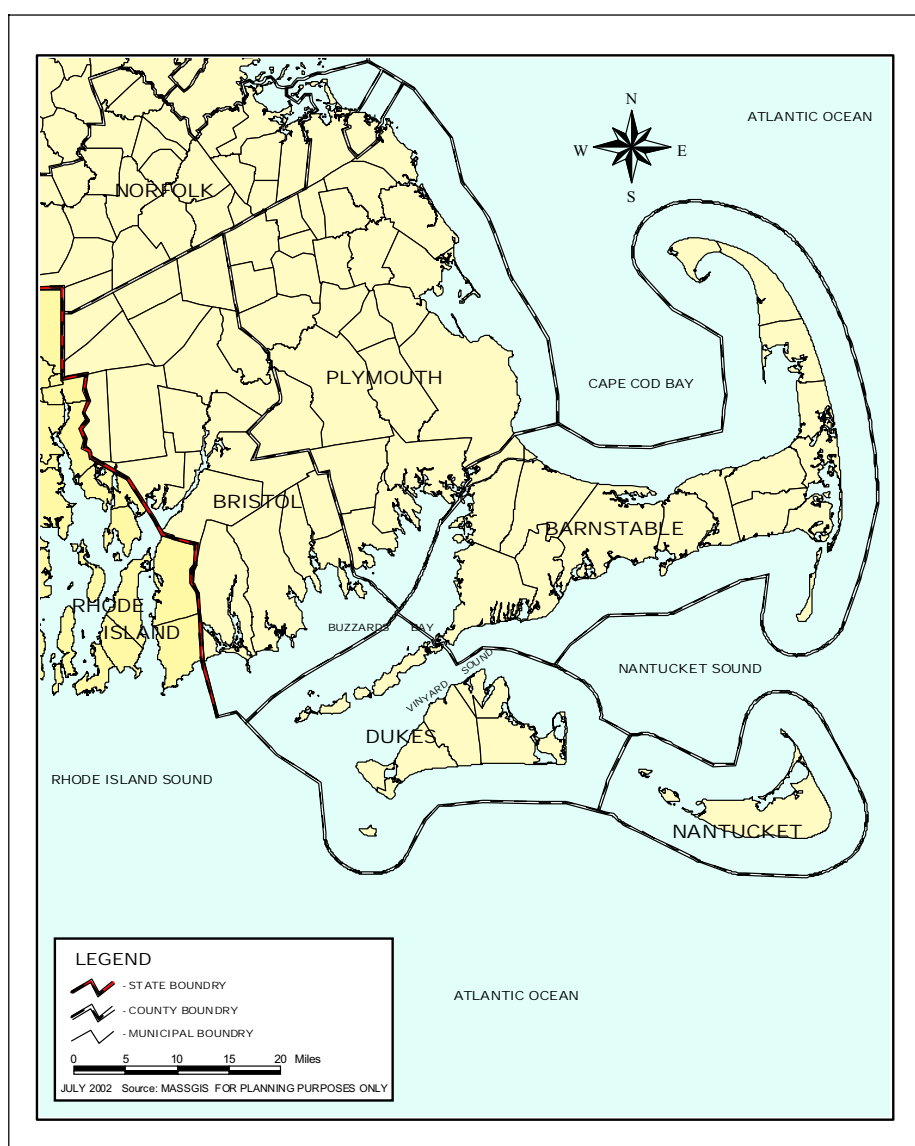 N
ATLANTIC OCEAN
W
E
S
NORFOLK
PLYMOUTH
CAPE COD BAY
BRISTOL
BARNSTABLE
RHODE
ISLAND
BUZZARDS BAY
NANTUCKET SOUND
VINYARD SOUND
DUKES
RHODE ISLAND SOUND
NANTUCKET
LEGEND
- STATE BOUNDRY
- COUNTY BOUNDRY
- MUNICIPAL BOUNDRY
0 5 10 15 20 Miles
JULY 2002 Source: MASSGIS FOR PLANNING PURPOSES ONLY
ATLANTIC OCEAN